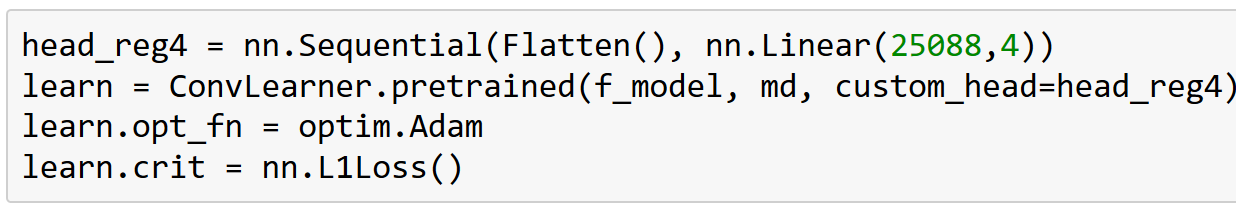 head_reg4 = nn.Sequential(Flatten(), nn.Linear(25088,4))
learn = ConvLearner.pretrained(f_model, md, custom_head=head_reg4)
learn.opt_fn = optim.Adam
learn.crit = nn.L1Loss()